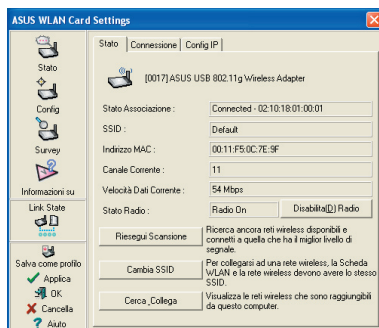 ASUS WLAN Card Settings
Stato
Config
Survey
Informazioni su
Link State
Salva come profilo
Applica
OK
Cancella
Aiuto
Stato Connessione Config IP
[0017] ASUS USB 802.11g Wireless Adapter
Stato Associazione : Connected - 02:10:18:01:00:01
SSID : Default
Indirizzo MAC : 00:11:F5:0C:7E:9F
Canale Corrente : 11
Velocità Dati Corrente : 54 Mbps
Stato Radio : Radio On Disabilita(D) Radio
Riesegui Scansione
Ricerca ancora reti wireless disponibili e
connetti a quella che ha il miglior livello di
segnale.
Cambia SSID
Per collegarsi ad una rete wireless, la Scheda
WLAN e la rete wireless devono avere lo stesso
SSID.
Cerca_Collega
Visualizza le reti wireless che sono raggiungibili
da questo computer.